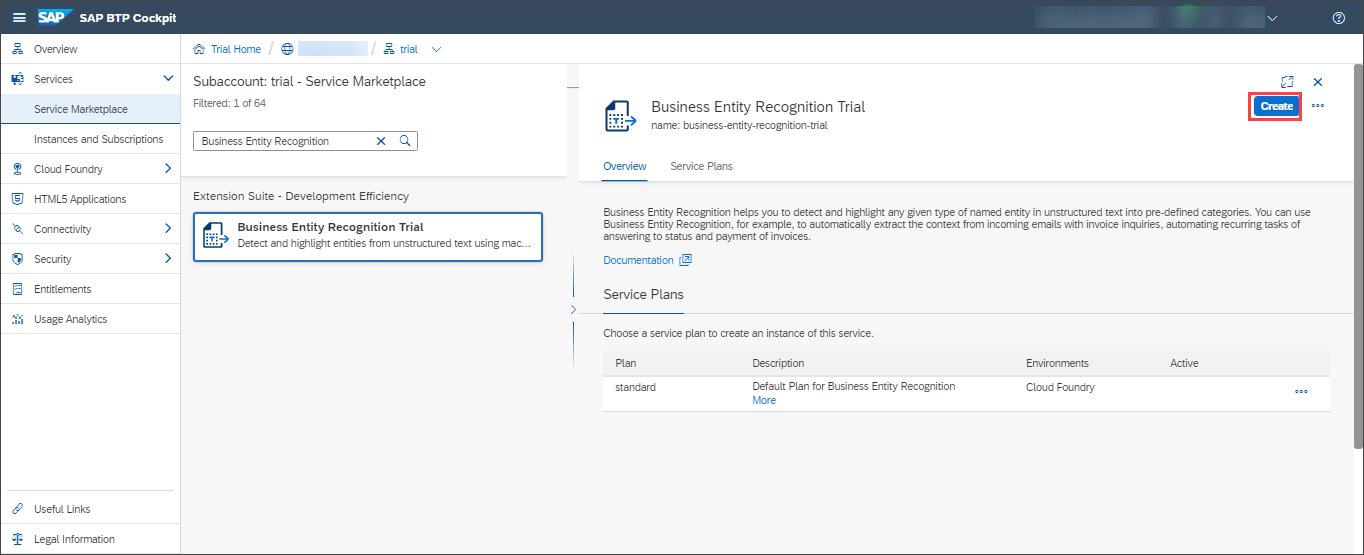 SAP SAP BTP Cockpit
Overview
Services
Service Marketplace
Instances and Subscriptions
Cloud Foundry
HTML5 Applications
Connectivity
Security
Entitlements
Usage Analytics
Useful Links
Legal Information
Trial Home / / trial
Subaccount: trial - Service Marketplace
Filtered: 1 of 64
Business Entity Recognition
Extension Suite - Development Efficiency
Business Entity Recognition Trial
Detect and highlight entities from unstructured text using mac...
Business Entity Recognition Trial
name: business-entity-recognition-trial
Create
Overview Service Plans
Business Entity Recognition helps you to detect and highlight any given type of named entity in unstructured text into pre-defined categories. You can use
Business Entity Recognition, for example, to automatically extract the context from incoming emails with invoice inquiries, automating recurring tasks of
answering to status and payment of invoices.
Documentation
Service Plans
Choose a service plan to create an instance of this service.
Plan Description Environments Active
standard Default Plan for Business Entity Recognition Cloud Foundry
More